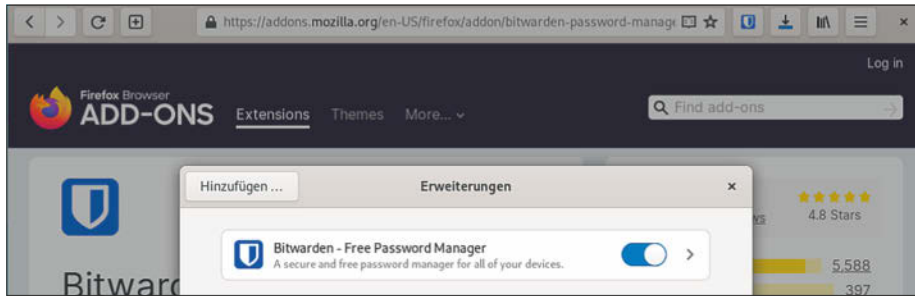 https://addons.mozilla.org/en-US/firefox/addon/bitwarden-password-manage
Log in
Firefox Browser
ADD-ONS
Extensions
Themes
More...
Find add-ons
Hinzufügen ...
Erweiterungen
4.8 Stars
Bitwarden - Free Password Manager
A secure and free password manager for all of your devices.
5,588
Bitward
397